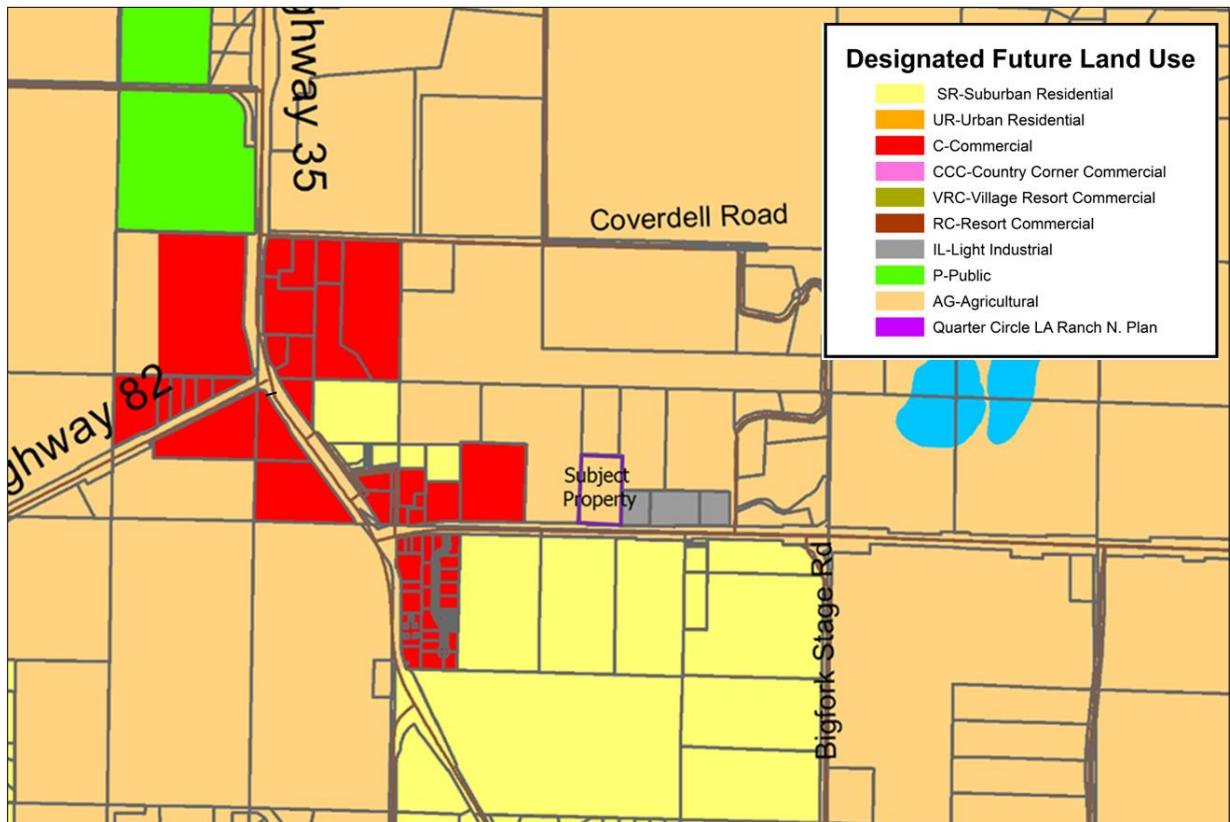 ghway 35
Designated Future Land Use
SR-Suburban Residential
UR-Urban Residential
C-Commercial
CCC-Country Corner Commercial
VRC-Village Resort Commercial
RC-Resort Commercial
IL-Light Industrial
P-Public
AG-Agricultural
Quarter Circle LA Ranch N. Plan
Coverdell Road
ghway 82
Subject
Property
Bigfork Stage Rd